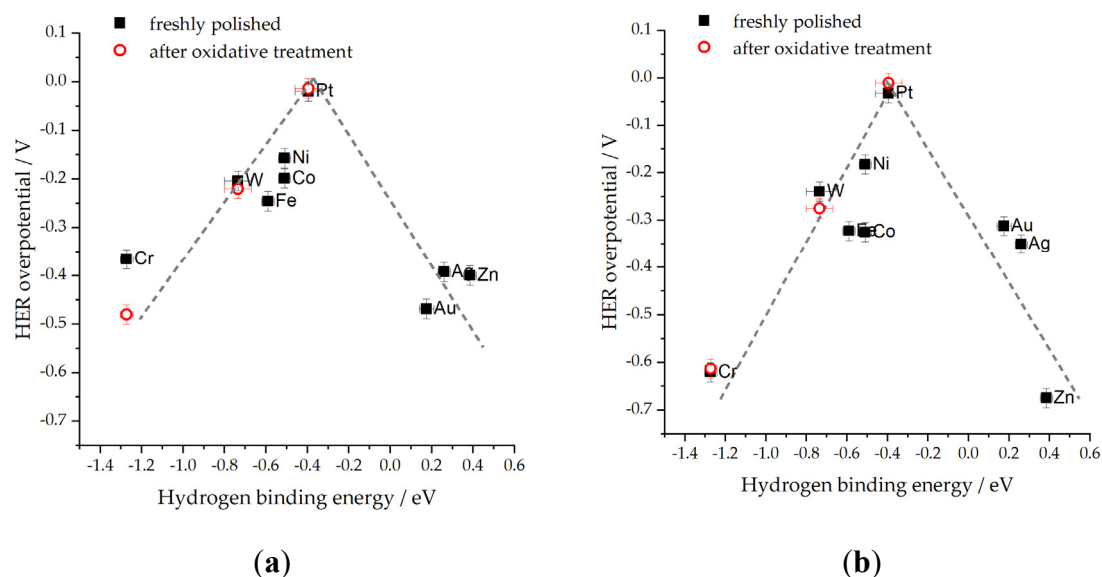 freshly polished
after oxidative treatment
0.1
0.0
-0.1
-0.2
-0.3
-0.4
-0.5
-0.6
-0.7
HER overpotential / V
Pt
Ni
W
Co
Fe
Cr
Ag
Zn
Au
-1.4 -1.2 -1.0 -0.8 -0.6 -0.4 -0.2 0.0 0.2 0.4 0.6
Hydrogen binding energy / eV
(a)
freshly polished
after oxidative treatment
0.1
0.0
-0.1
-0.2
-0.3
-0.4
-0.5
-0.6
-0.7
HER overpotential / V
Pt
Ni
W
Au
Fe
Co
Ag
Cr
Zn
-1.4 -1.2 -1.0 -0.8 -0.6 -0.4 -0.2 0.0 0.2 0.4 0.6
Hydrogen binding energy / eV
(b)